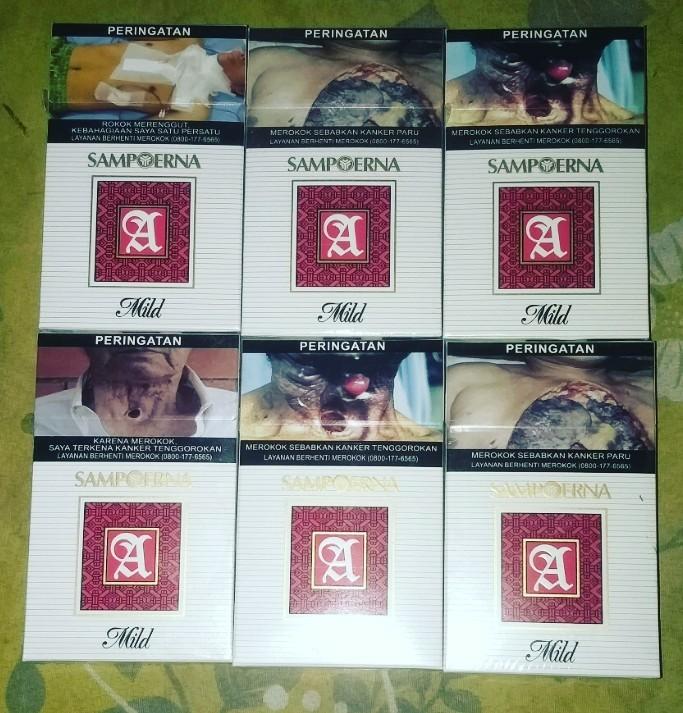 PERINGATAN
ROKOK MERENGGUT
KEBAHAGIAAN SAYA SATU PERSATU
LAYANAN BERHENTI MEROKOK (0800-177-6565)
SAMPOERNA
A
Mild
PERINGATAN
MEROKOK SEBABKAN KANKER PARU
LAYANAN BERHENTI MEROKOK (0800-177-6565)
SAMPOERNA
A
Mild
PERINGATAN
MEROKOK SEBABKAN KANKER TENGGOROKAN
LAYANAN BERHENTI MEROKOK (0800-177-6565)
SAMPOERNA
A
Mild
PERINGATAN
KARENA MEROKOK,
SAYA TERKENA KANKER TENGGOROKAN
LAYANAN BERHENTI MEROKOK (0800-177-6565)
SAMPOERNA
A
Mild
PERINGATAN
MEROKOK SEBABKAN KANKER TENGGOROKAN
LAYANAN BERHENTI MEROKOK (0800-177-6565)
SAMPOERNA
A
PERINGATAN
MEROKOK SEBABKAN KANKER PARU
LAYANAN BERHENTI MEROKOK (0800-177-6565)
SAMPOERNA
A
Mild